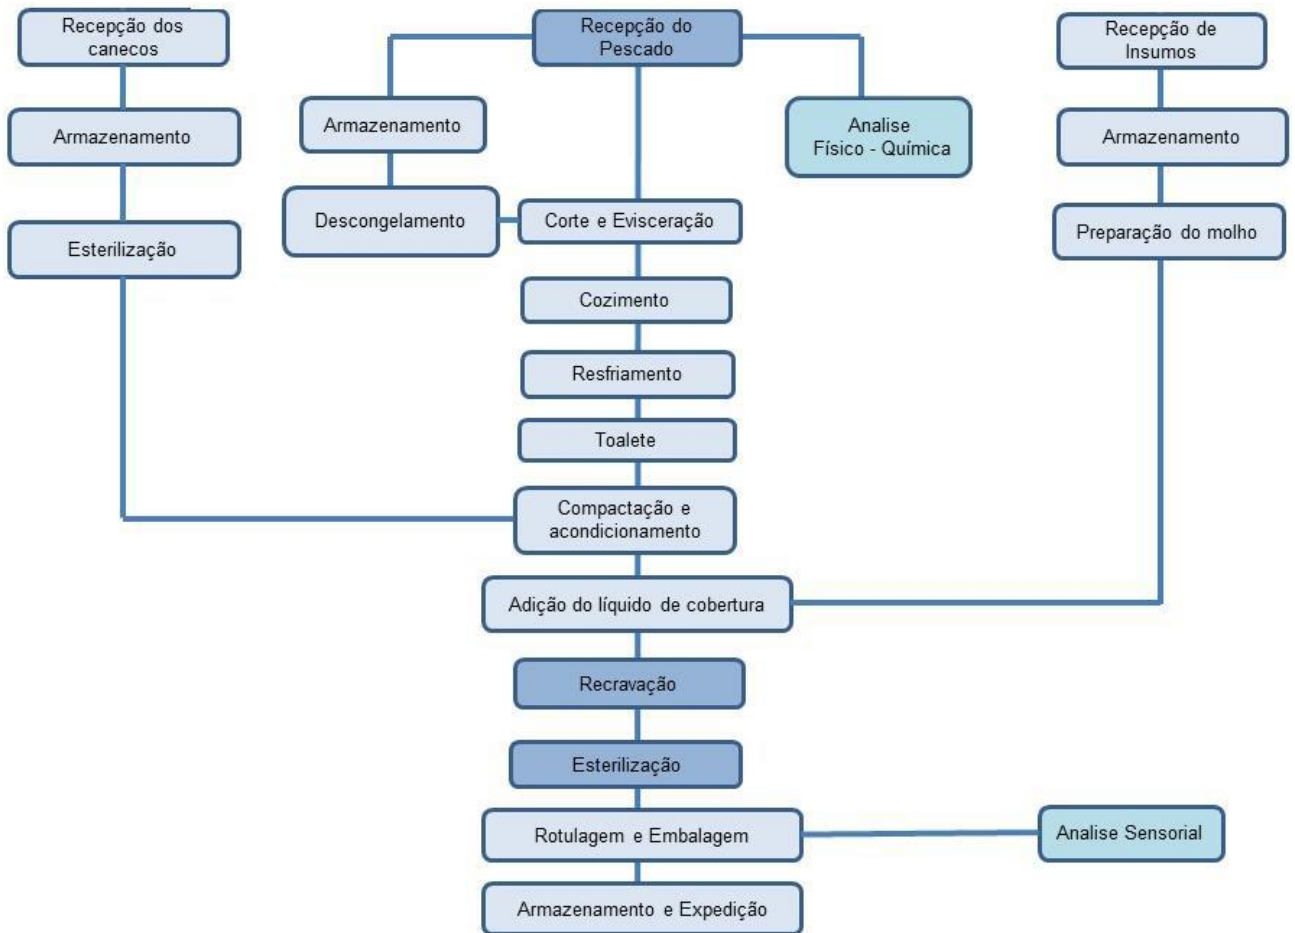 Recepção dos
canecos
Recepção do
Pescado
Recepção de
Insumos
Armazenamento
Armazenamento
Analise
Físico - Química
Armazenamento
Esterilização
Descongelamento
Corte e Evisceração
Preparação do molho
Cozimento
Resfriamento
Toalete
Compactação e
acondicionamento
Adição do líquido de cobertura
Recravação
Esterilização
Rotulagem e Embalagem
Analise Sensorial
Armazenamento e Expedição